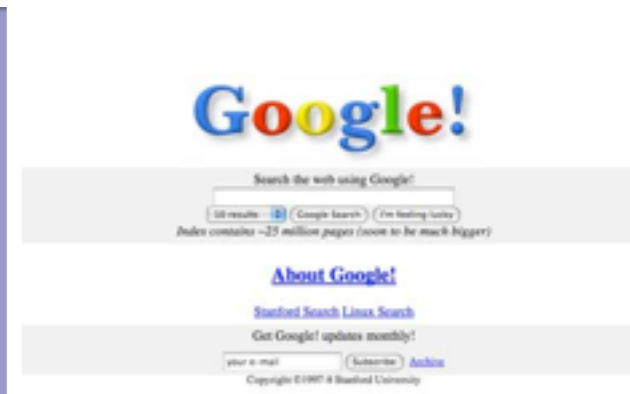 Google!
Search the web using Google!
10 results Google Search I'm feeling lucky
Index contains ~25 million pages (soon to be much bigger)
About Google!
Stanford Search Linux Search
Get Google! updates monthly!
your e-mail Subscribe Archive
Copyright ©1997-8 Stanford University